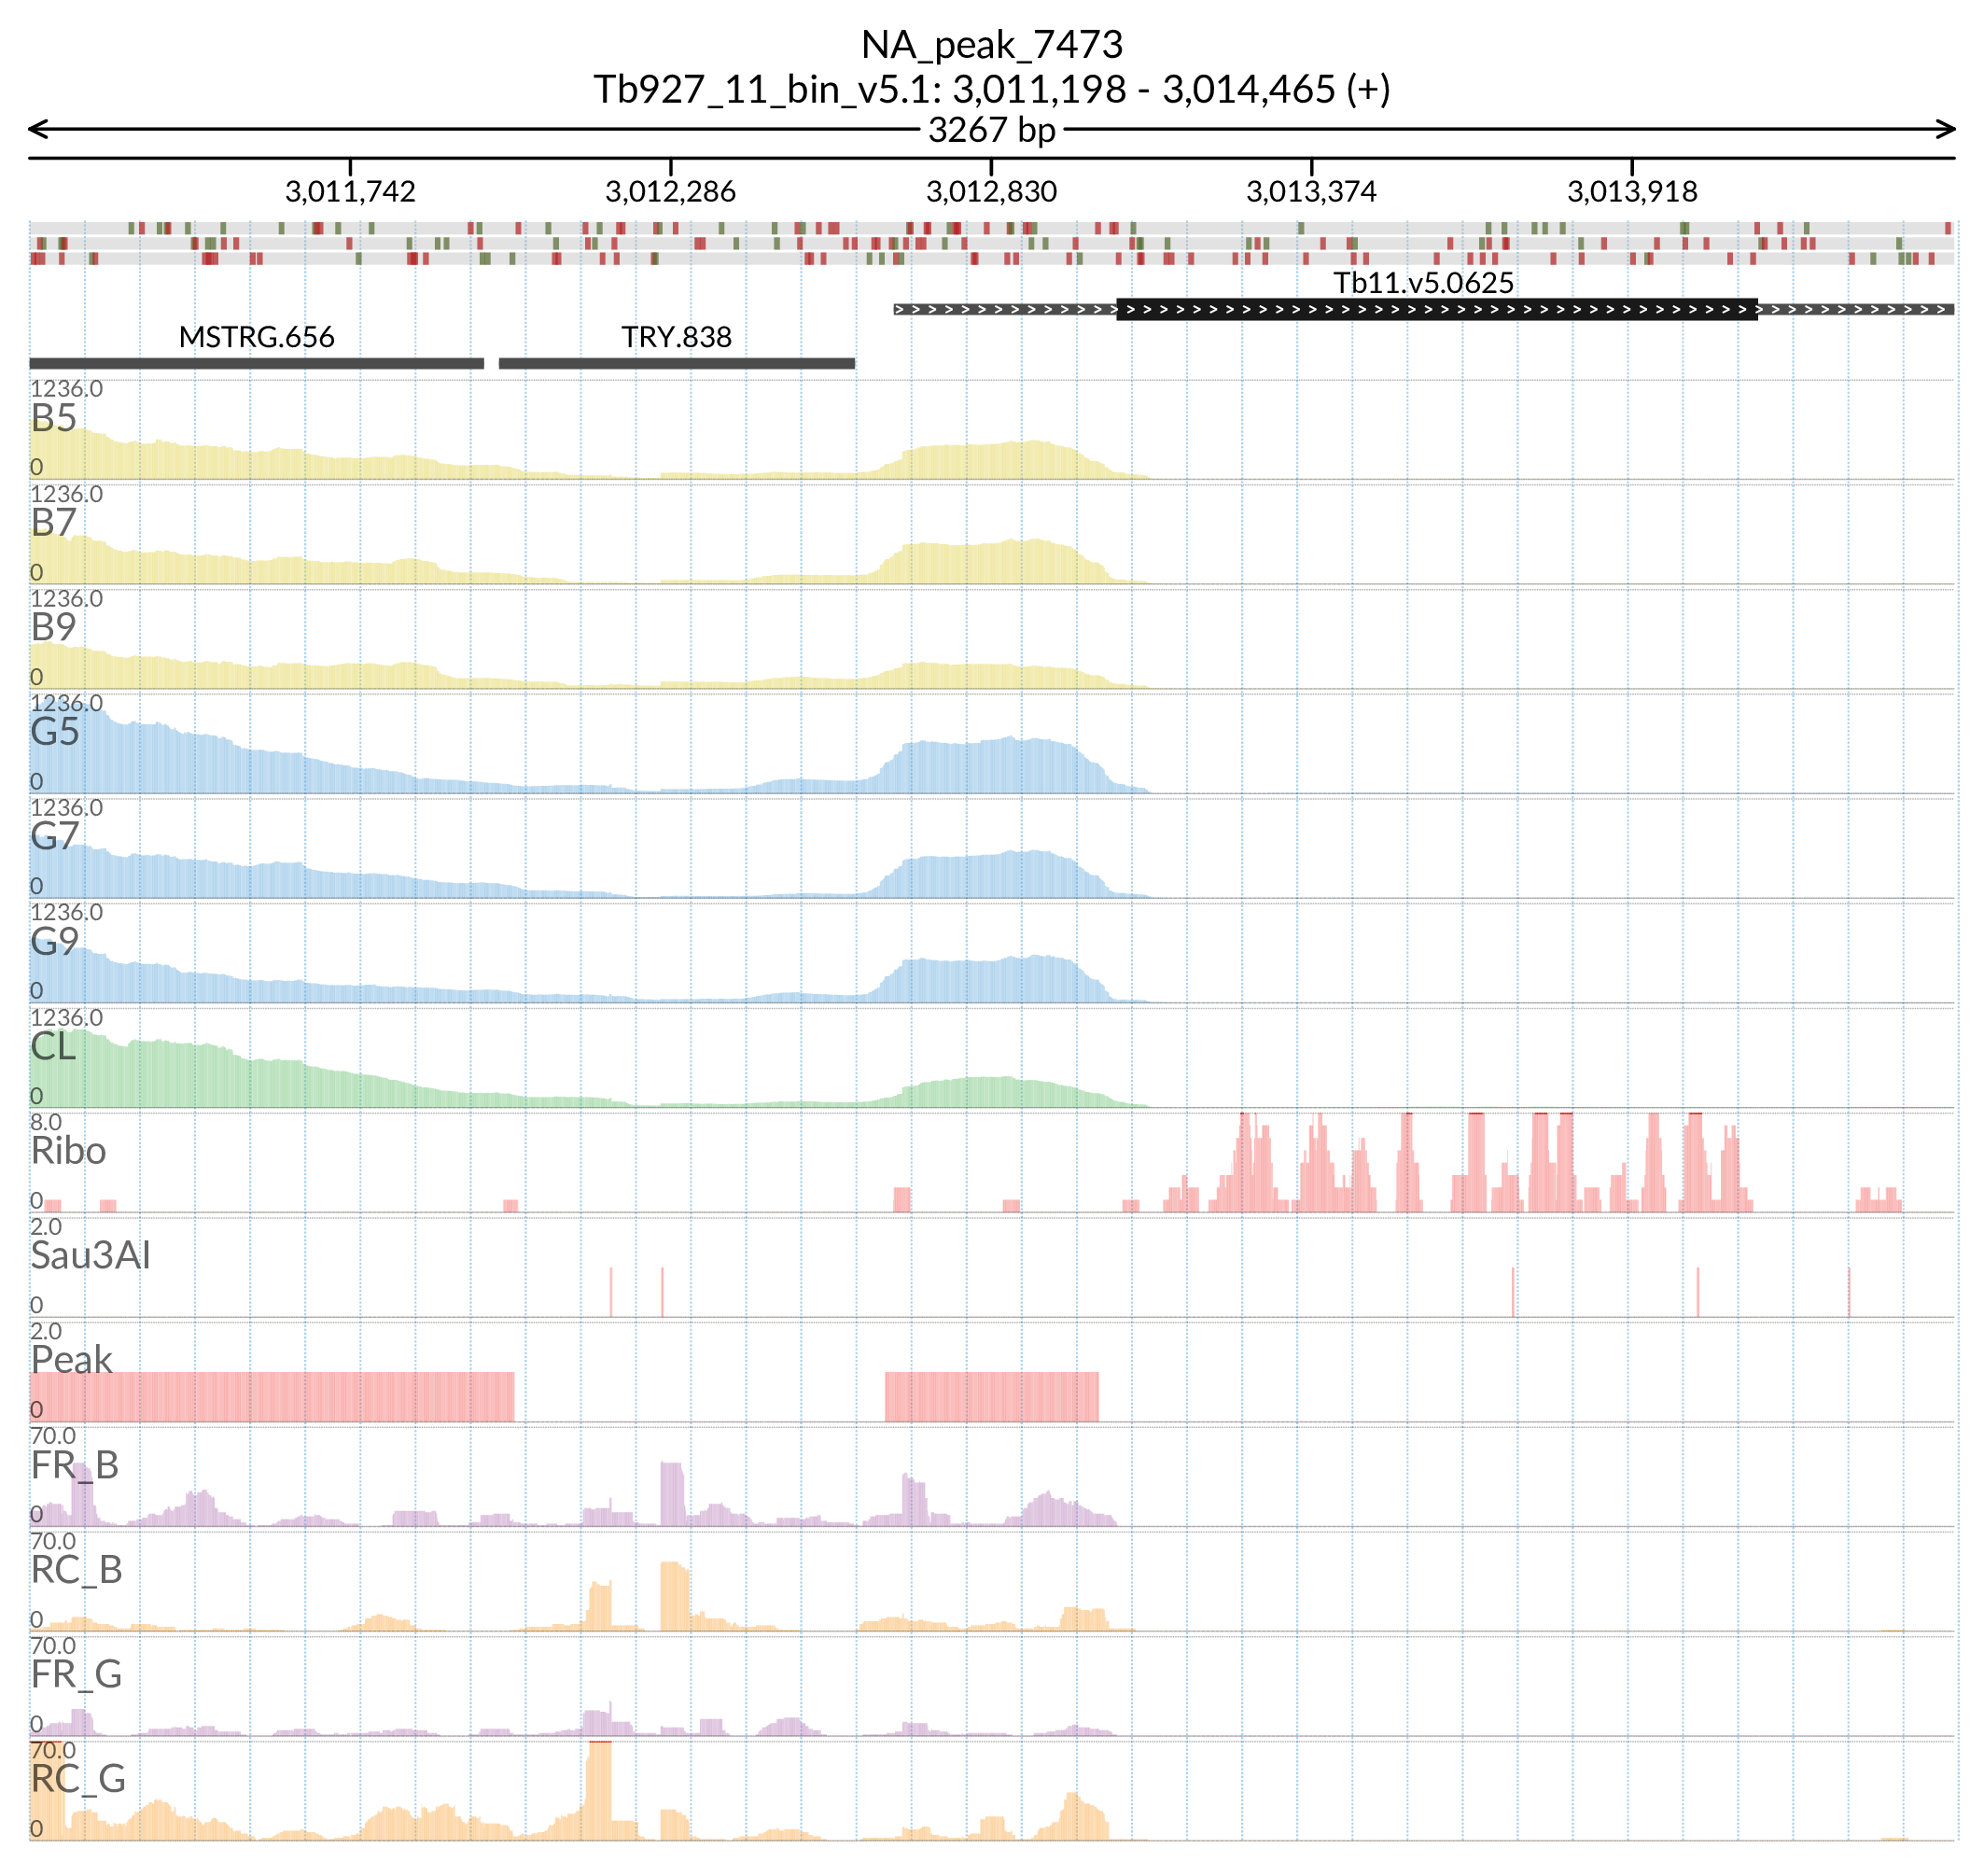 NA_peak_7473
Tb927_11_bin_v5.1: 3,011,198 - 3,014,465 (+)
3267 bp
3,011,742 3,012,286 3,012,830 3,013,374 3,013,918
Tb11.v5.0625
MSTRG.656 TRY.838
1236.0
B5
0
1236.0
B7
0
1236.0
B9
0
1236.0
G5
0
1236.0
G7
0
1236.0
G9
0
1236.0
CL
0
8.0
Ribo
0
2.0
Sau3AI
0
2.0
Peak
0
70.0
FR_B
0
70.0
RC_B
0
70.0
FR_G
0
70.0
RC_G
0